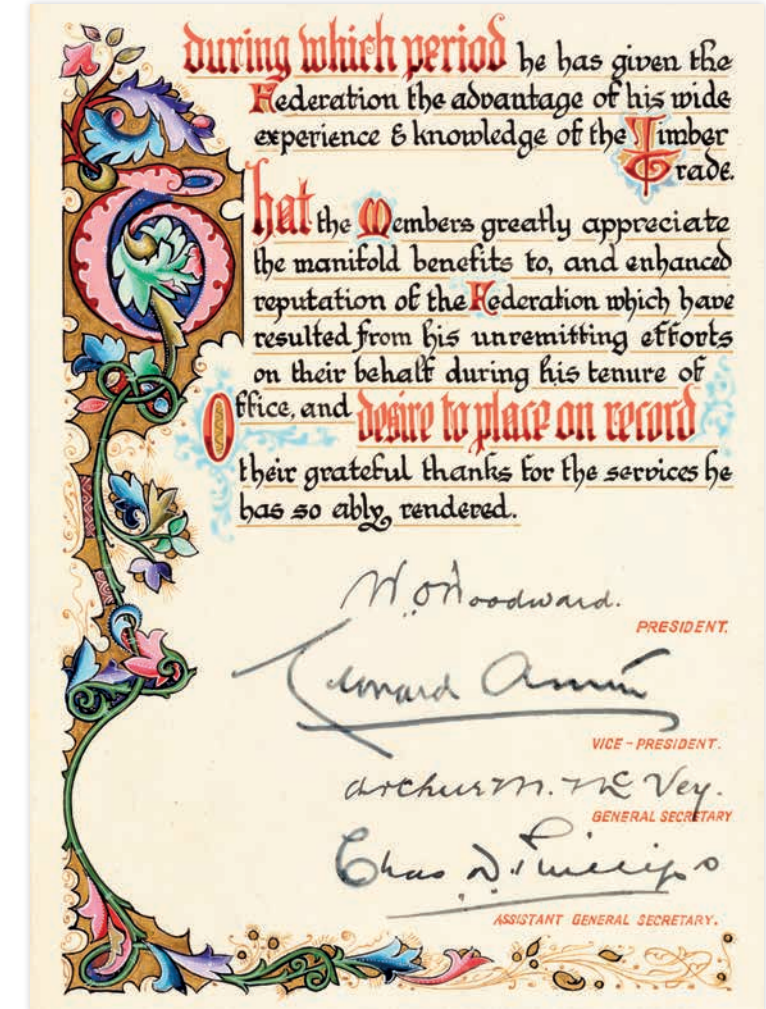 during which period he has given the
Federation the advantage of his wide
experience & knowledge of the Timber
Trade.
That the Members greatly appreciate
the manifold benefits to, and enhanced
reputation of the Federation which have
resulted from his unremitting efforts
on their behalf during his tenure of
Office, and desire to place on record
their grateful thanks for the services he
has so ably rendered.
W. O. Woodward.
PRESIDENT.
Leonard
VICE-PRESIDENT.
Arthur M. McVey.
GENERAL SECRETARY
Chas D. Phillips
ASSISTANT GENERAL SECRETARY.